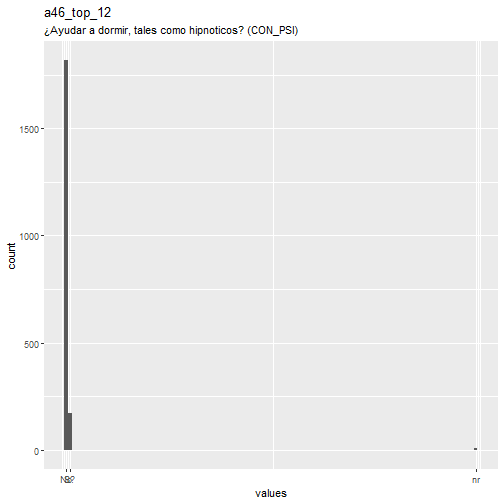 a46_top_12
¿Ayudar a dormir, tales como hipnoticos? (CON_PSI)
1500
1000
500
0
count
nr
values